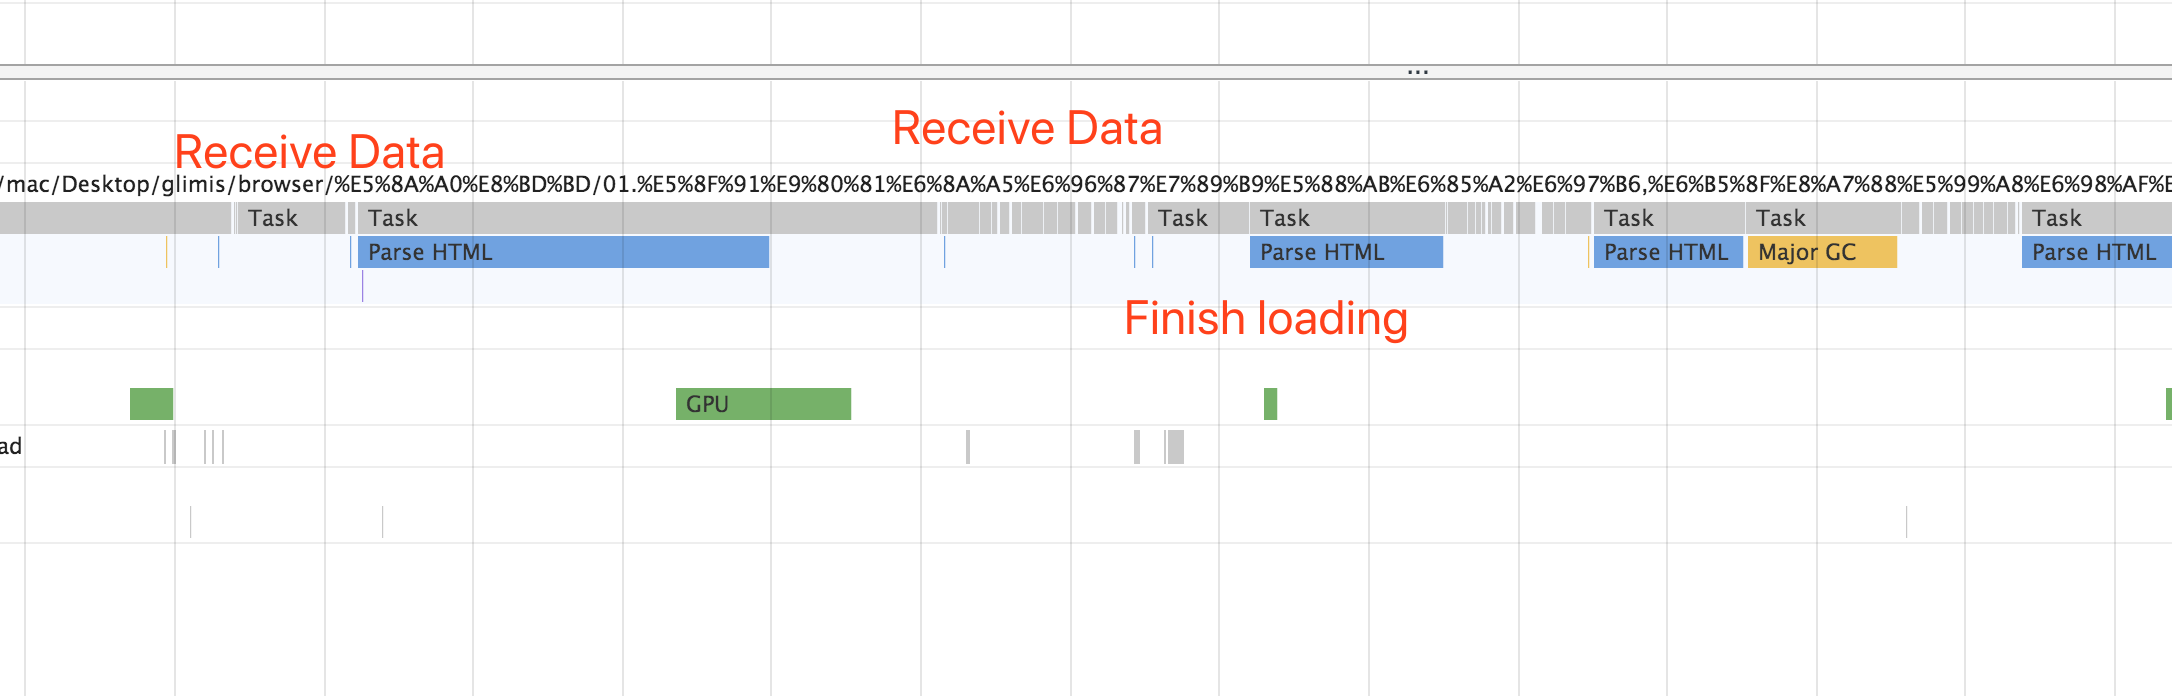 ...
Receive Data
Receive Data
/mac/Desktop/glimis/browser/%E5%8A%A0%E8%BD%BD/01.%E5%8F%91%E9%80%81%E6%8A%A5%E6%96%87%E7%89%B9%E5%88%AB%E6%85%A2%E6%97%B6,%E6%B5%8F%E8%A7%88%E5%99%A8%E6%98%AF%E
Task Task Task Task Task Task Task
Parse HTML Parse HTML Parse HTML Major GC Parse HTML
Finish loading
GPU
ad